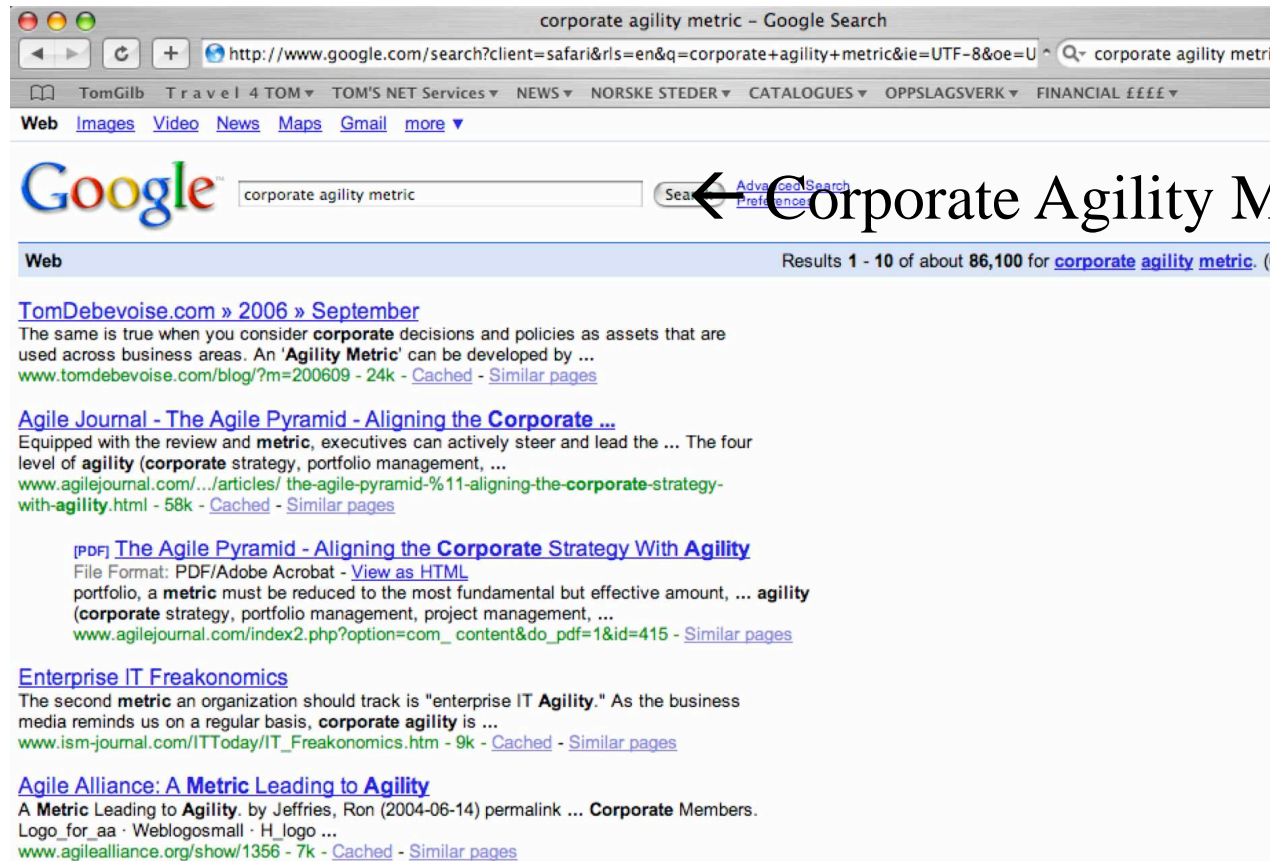 corporate agility metric – Google Search
http://www.google.com/search?client=safari&rls=en&q=corporate+agility+metric&ie=UTF-8&oe=U corporate agility metri
TomGilb Travel 4 TOM TOM'S NET Services NEWS NORSKE STEDER CATALOGUES OPPSLAGSVERK FINANCIAL ££££
Web Images Video News Maps Gmail more
Google corporate agility metric Search Advanced Search
Preferences
← Corporate Agility M
Web Results 1 - 10 of about 86,100 for corporate agility metric. (
TomDebevoise.com » 2006 » September
The same is true when you consider corporate decisions and policies as assets that are
used across business areas. An 'Agility Metric' can be developed by ...
www.tomdebevoise.com/blog/?m=200609 - 24k - Cached - Similar pages
Agile Journal - The Agile Pyramid - Aligning the Corporate ...
Equipped with the review and metric, executives can actively steer and lead the ... The four
level of agility (corporate strategy, portfolio management, ...
www.agilejournal.com/.../articles/ the-agile-pyramid-%11-aligning-the-corporate-strategy-
with-agility.html - 58k - Cached - Similar pages
[PDF] The Agile Pyramid - Aligning the Corporate Strategy With Agility
File Format: PDF/Adobe Acrobat - View as HTML
portfolio, a metric must be reduced to the most fundamental but effective amount, ... agility
(corporate strategy, portfolio management, project management, ...
www.agilejournal.com/index2.php?option=com_ content&do_pdf=1&id=415 - Similar pages
Enterprise IT Freakonomics
The second metric an organization should track is "enterprise IT Agility." As the business
media reminds us on a regular basis, corporate agility is ...
www.ism-journal.com/ITToday/IT_Freakonomics.htm - 9k - Cached - Similar pages
Agile Alliance: A Metric Leading to Agility
A Metric Leading to Agility. by Jeffries, Ron (2004-06-14) permalink ... Corporate Members.
Logo_for_aa · Weblogosmall · H_logo ...
www.agilealliance.org/show/1356 - 7k - Cached - Similar pages